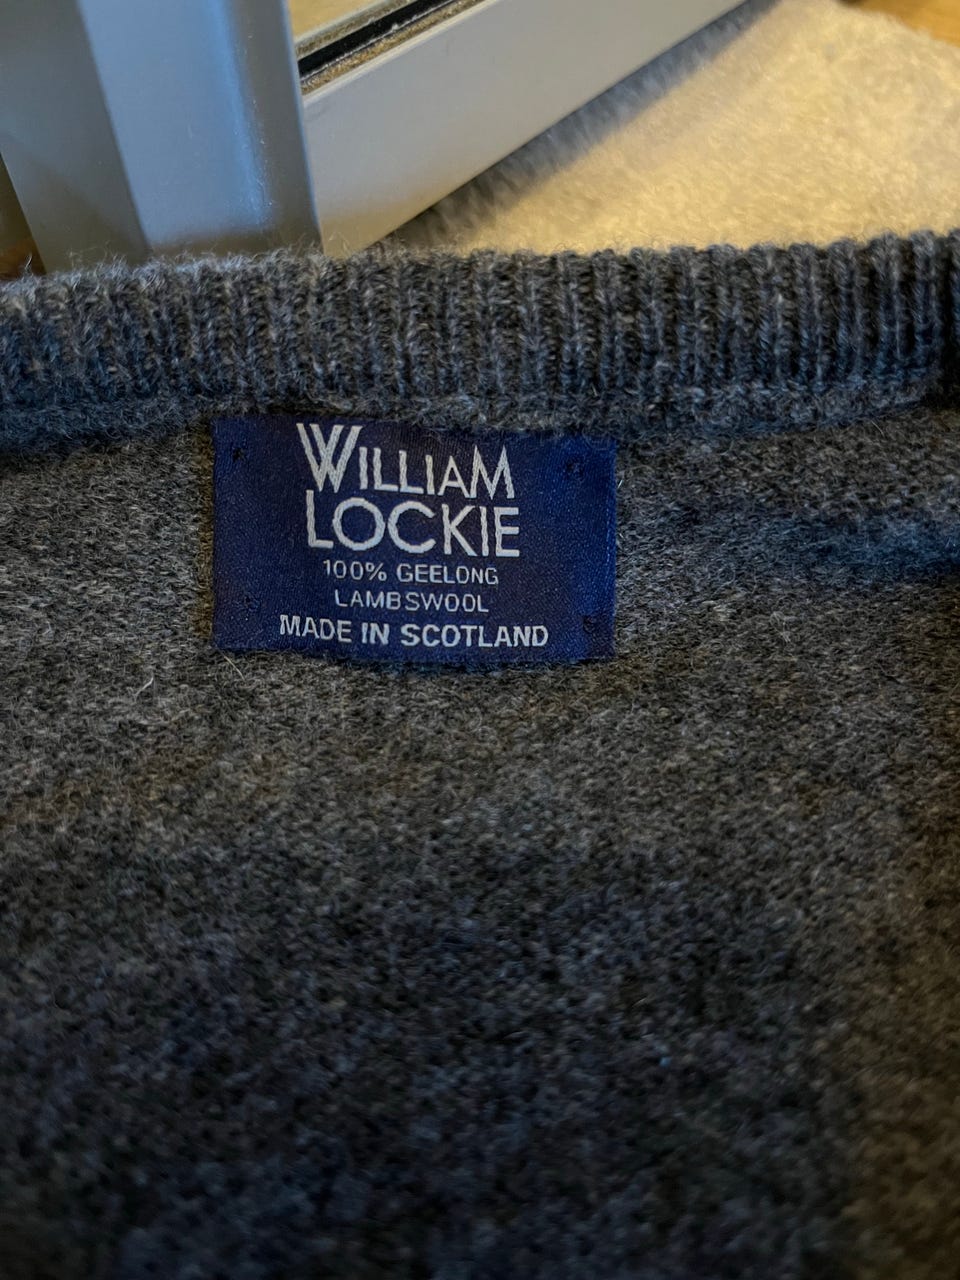 WILLIAM
LOCKIE
100% GEELONG
LAMBSWOOL
MADE IN SCOTLAND